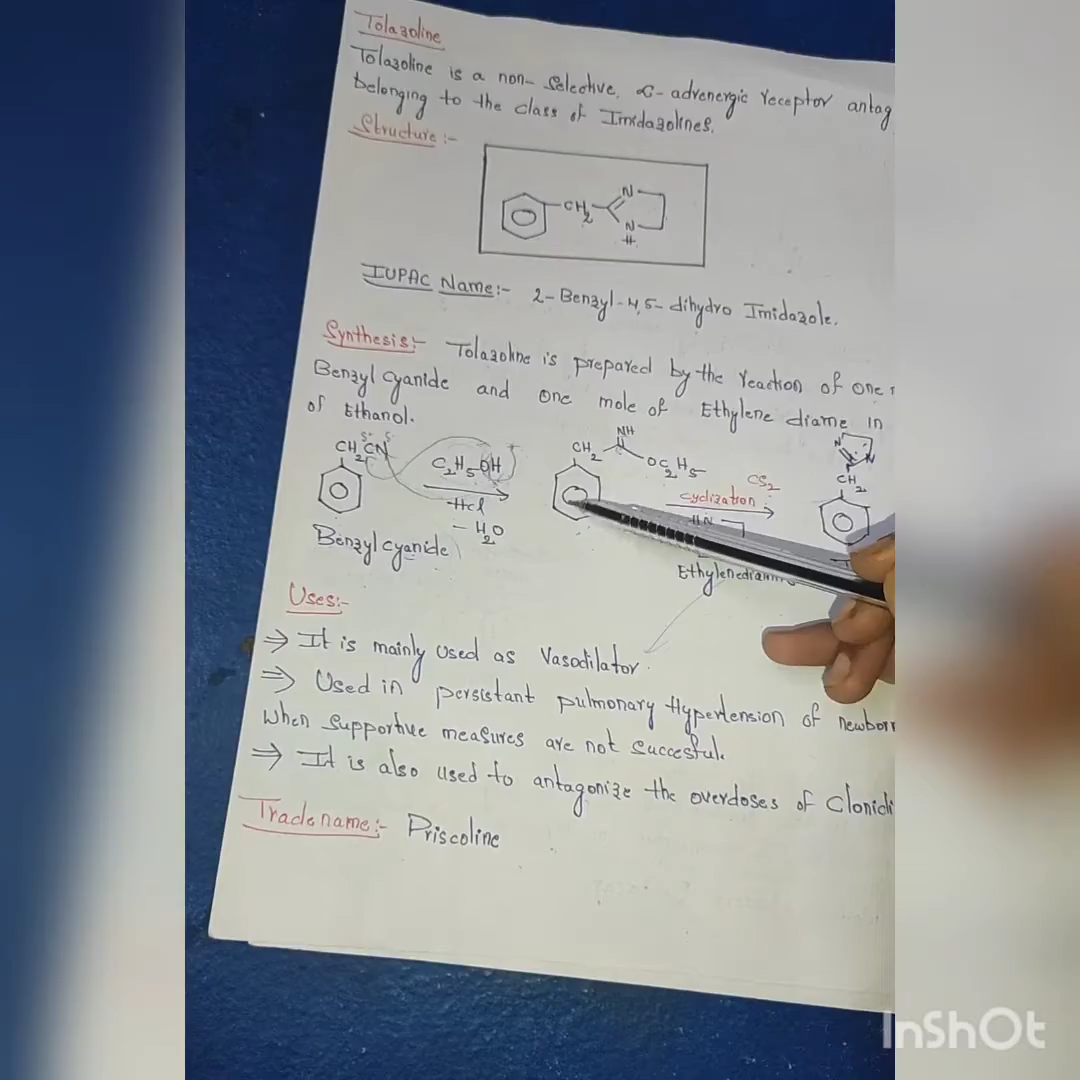 Tolazoline
Tolazoline is a non- Selective, α- adrenergic receptor antag
belonging to the class of Imidazolines.
Structure:-
CH2 N
N
H
IUPAC Name:- 2- Benzyl-4,5- dihydro Imidazole.
Synthesis:- Tolazoline is prepared by the reaction of one
Benzyl cyanide and one mole of Ethylene diame in
of Ethanol.
CH2CN C2H5OH CH2 NH OC2H5 CS2 N N CH2
δ- δ-
HCl cyclization
- H2O HN
Benzyl cyanide Ethylenediamin
Uses:-
⇒ It is mainly used as Vasodilator.
⇒ Used in persistant pulmonary Hypertension of newborn
When supportive measures are not Succesful.
⇒ It is also used to antagonize the overdoses of Clonidi
Tradename:- Priscoline
InShOt